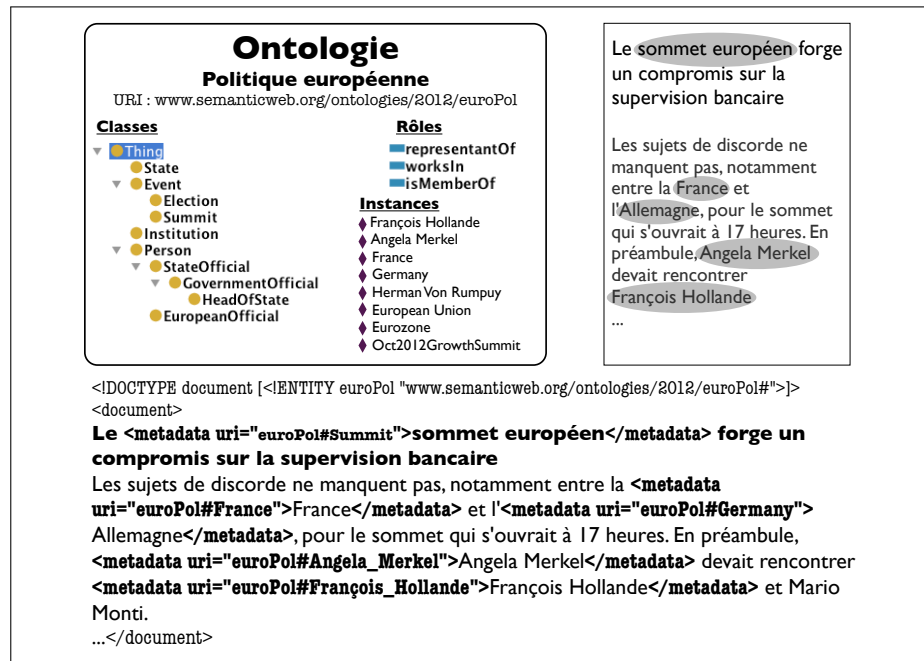 Ontologie
Politique européenne
URI : www.semanticweb.org/ontologies/2012/euroPol
Classes
Thing
State
Event
Election
Summit
Institution
Person
StateOfficial
GovernmentOfficial
HeadOfState
EuropeanOfficial
Rôles
representantOf
worksIn
isMemberOf
Instances
François Hollande
Angela Merkel
France
Germany
Herman Von Rumpuy
European Union
Eurozone
Oct2012GrowthSummit
Le sommet européen forge
un compromis sur la
supervision bancaire
Les sujets de discorde ne
manquent pas, notamment
entre la France et
l'Allemagne, pour le sommet
qui s'ouvrait à 17 heures. En
préambule, Angela Merkel
devait rencontrer
François Hollande
...
<!DOCTYPE document [<!ENTITY euroPol "www.semanticweb.org/ontologies/2012/euroPol#">]>
<document>
Le <metadata uri="euroPol#Summit">sommet européen</metadata> forge un
compromis sur la supervision bancaire
Les sujets de discorde ne manquent pas, notamment entre la <metadata
uri="euroPol#France">France</metadata> et l'<metadata uri="euroPol#Germany">
Allemagne</metadata>, pour le sommet qui s'ouvrait à 17 heures. En préambule,
<metadata uri="euroPol#Angela_Merkel">Angela Merkel</metadata> devait rencontrer
<metadata uri="euroPol#François_Hollande">François Hollande</metadata> et Mario
Monti.
...</document>